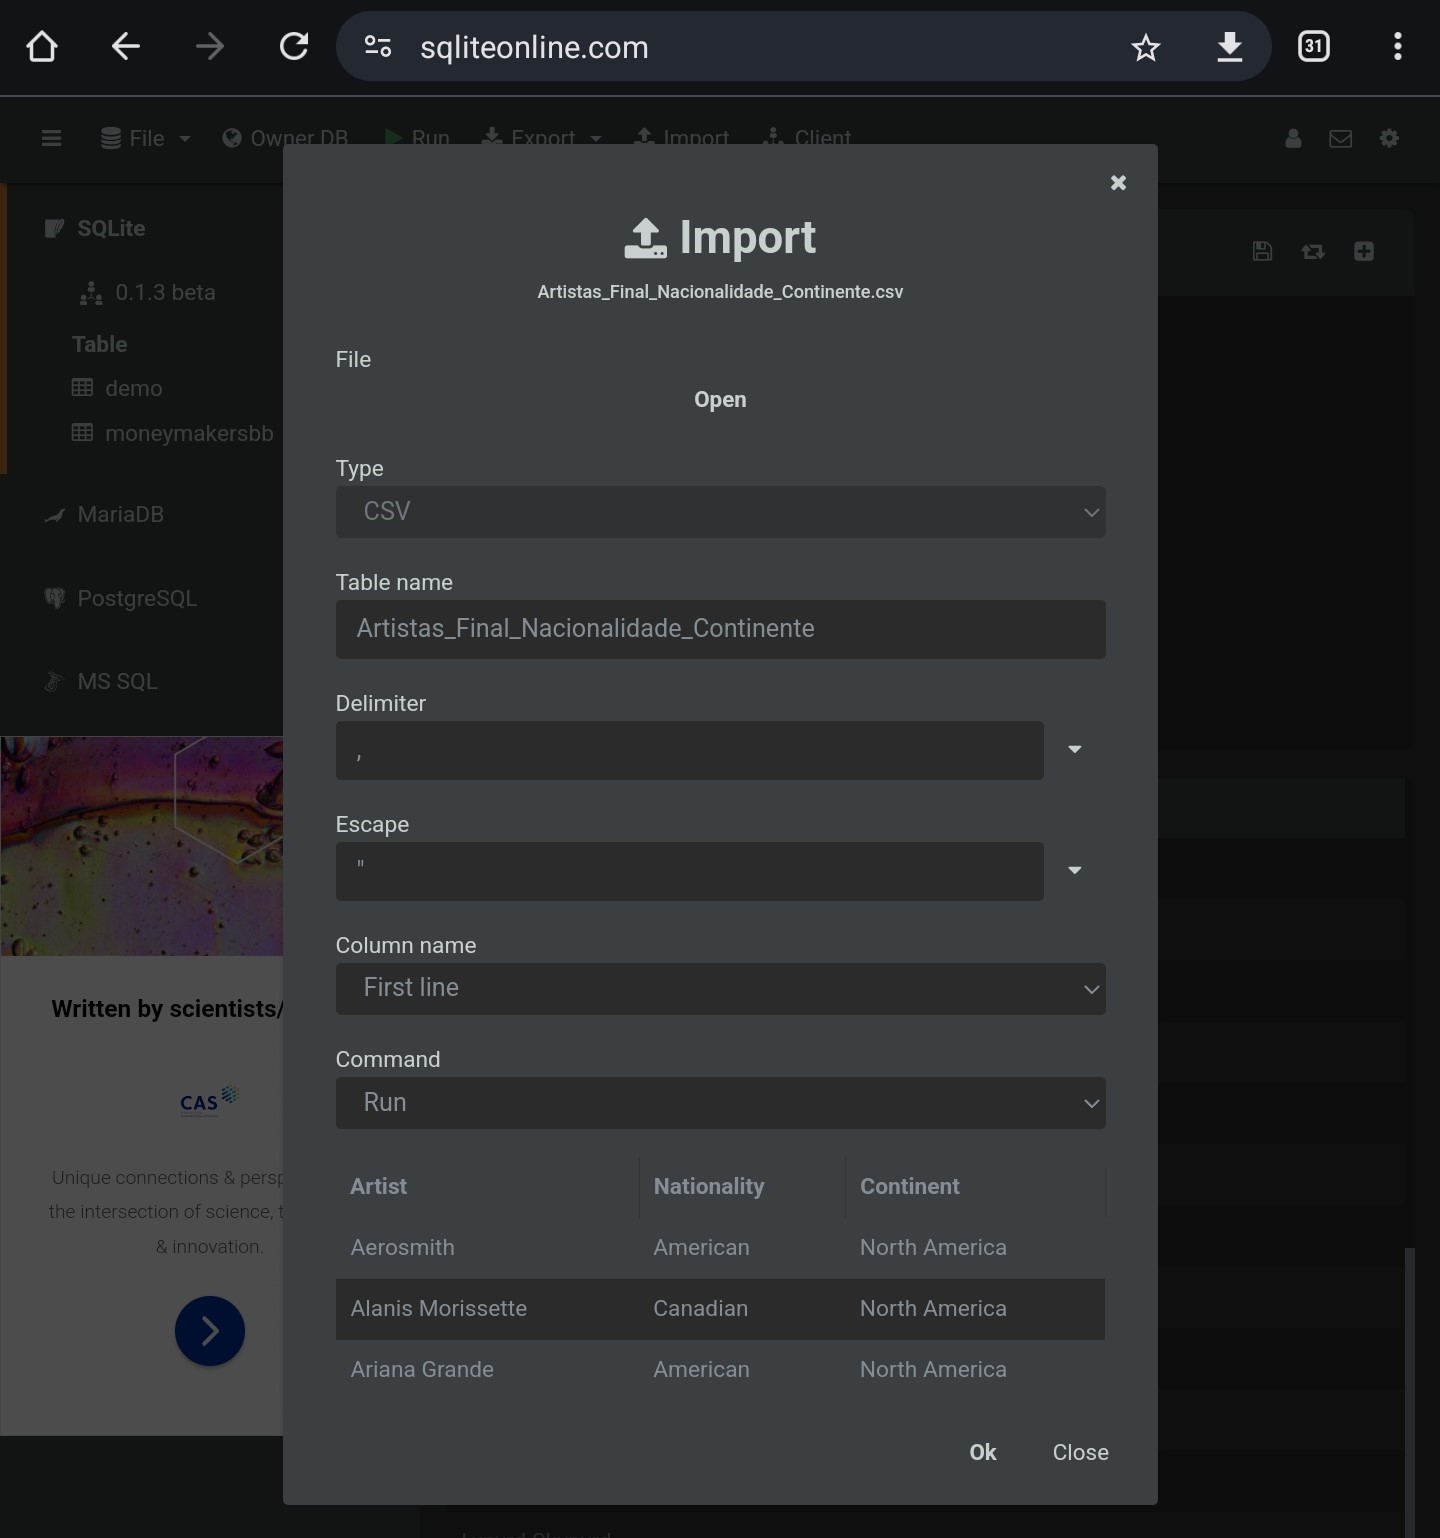 sqliteonline.com
31
File
Owner DB
Run
Export
Import
Client
SQLite
0.1.3 beta
Table
demo
moneymakersbb
MariaDB
PostgreSQL
MS SQL
Written by scientists/
CAS
Unique connections & persp
the intersection of science, t
& innovation.
Import
Artistas_Final_Nacionalidade_Continente.csv
File
Open
Type
CSV
Table name
Artistas_Final_Nacionalidade_Continente
Delimiter
,
Escape
"
Column name
First line
Command
Run
Artist Nationality Continent
Aerosmith American North America
Alanis Morissette Canadian North America
Ariana Grande American North America
Ok Close